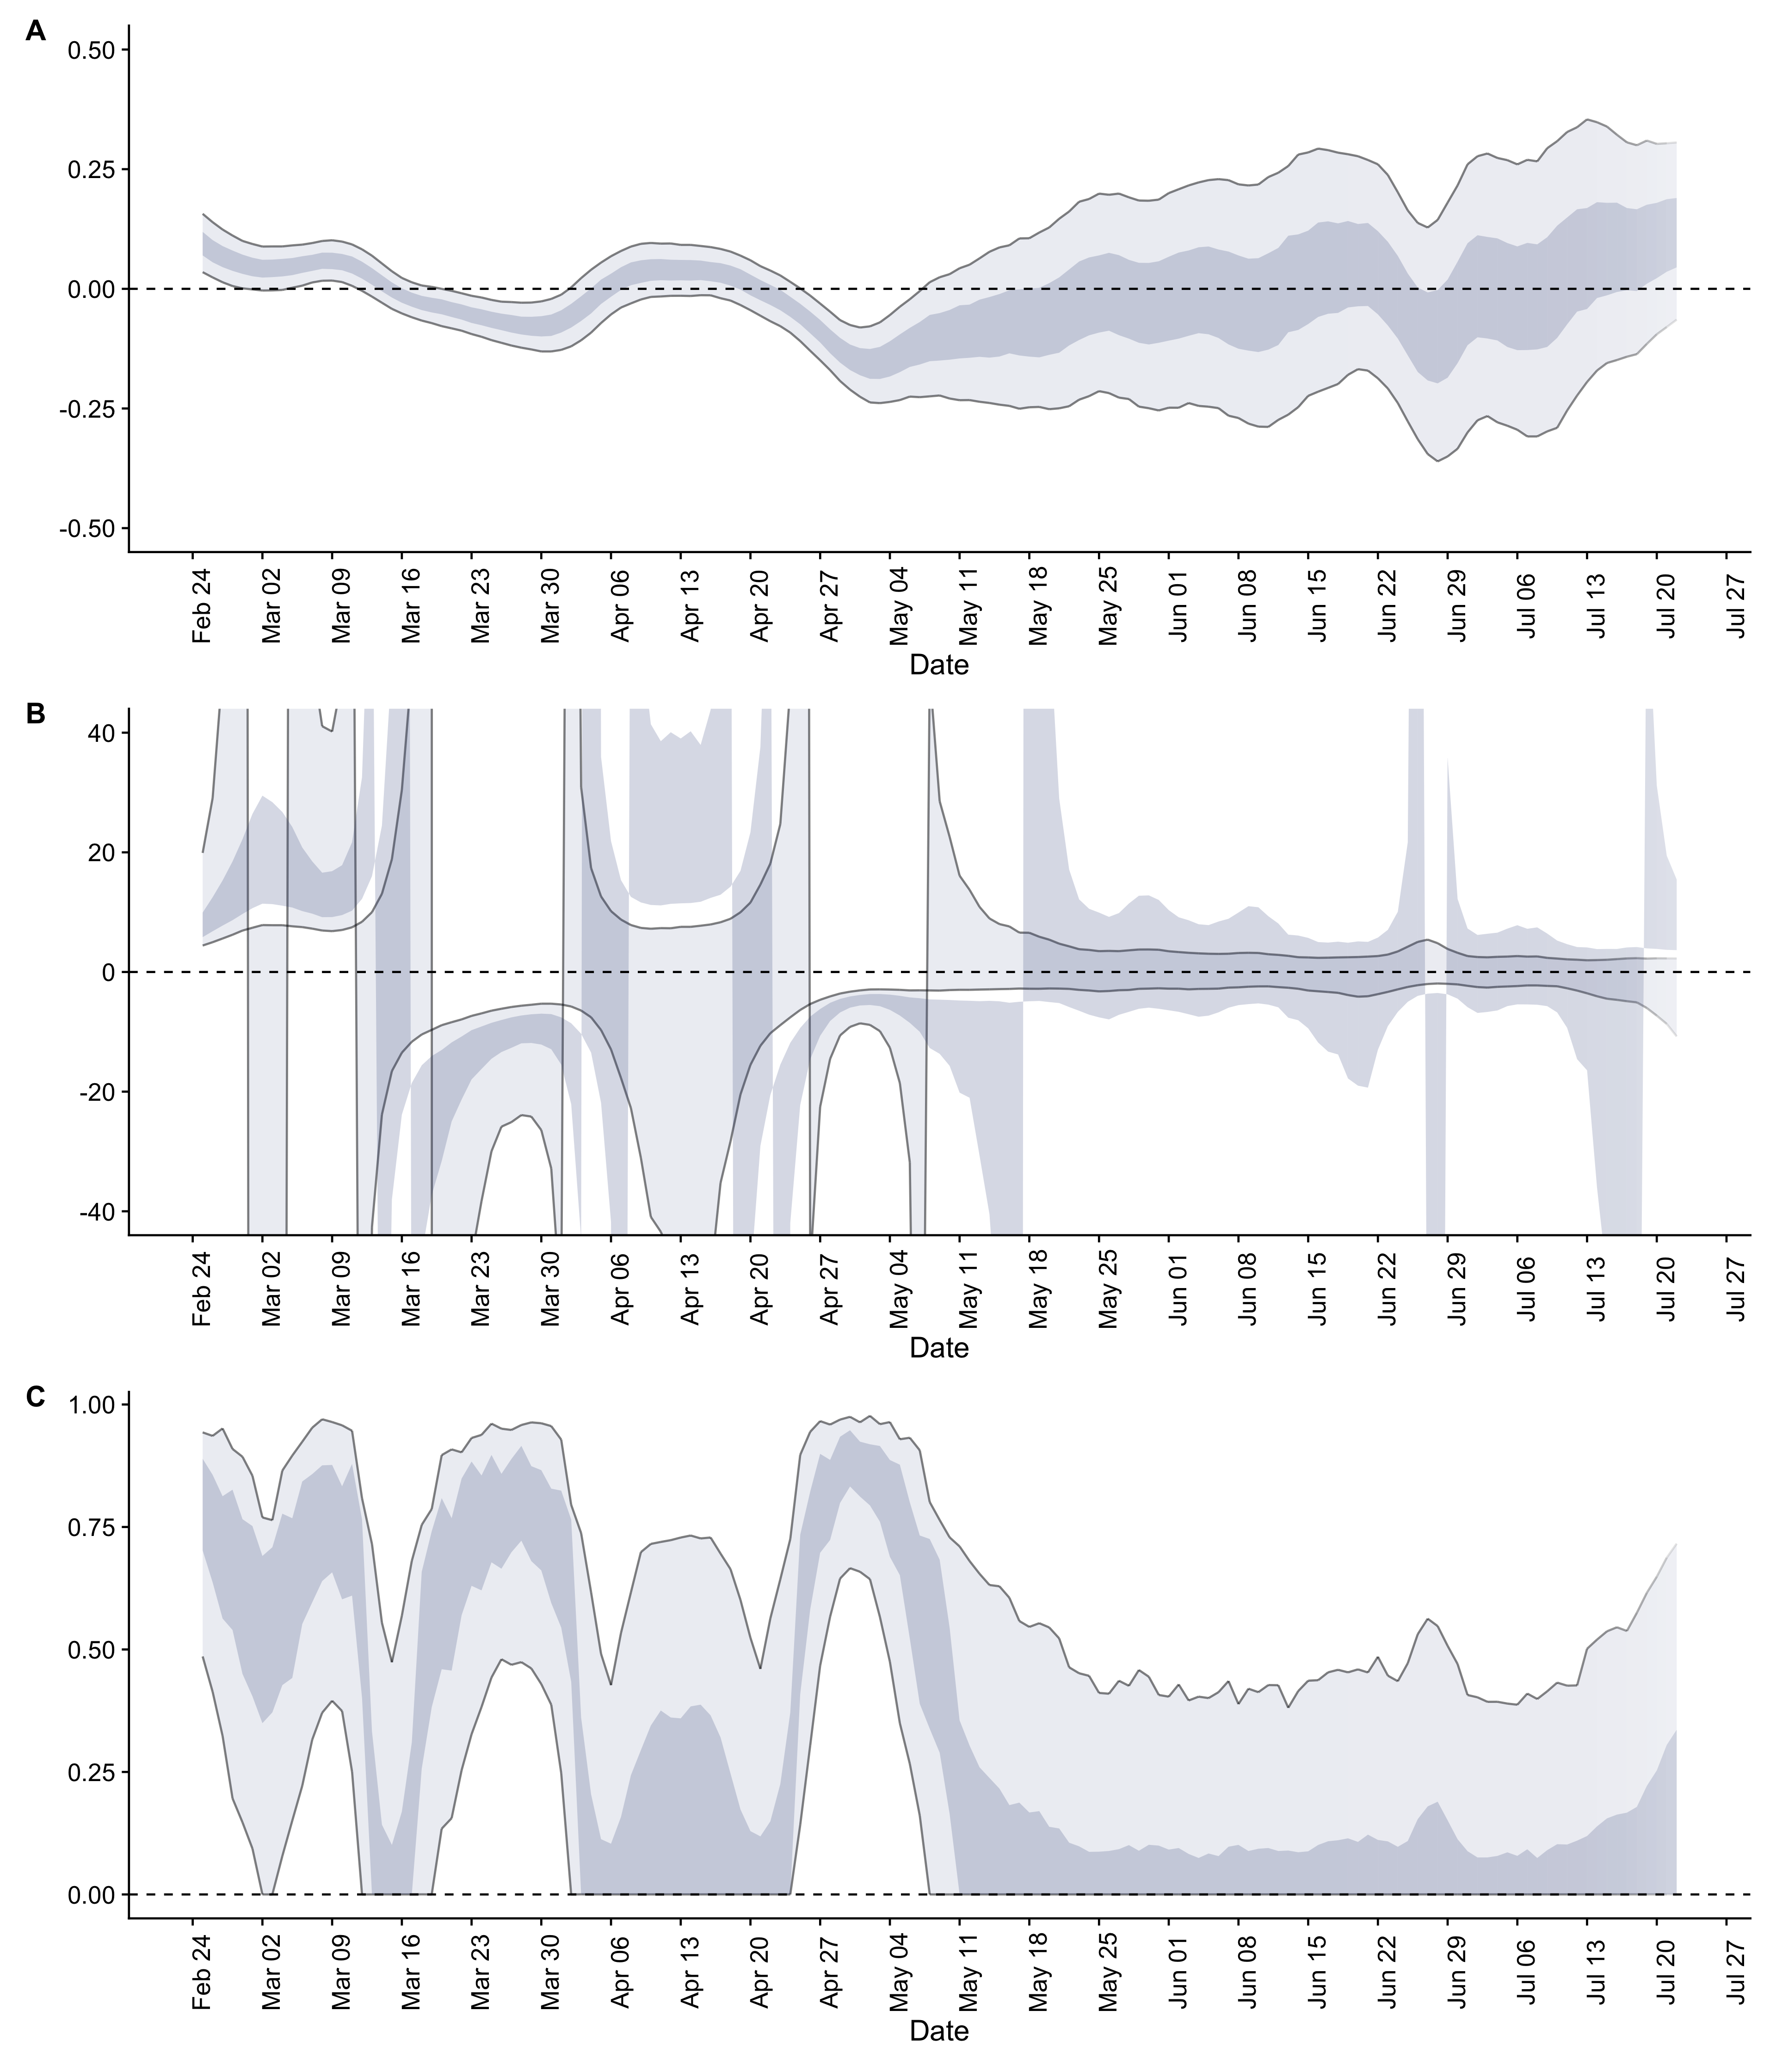 A
0.50
0.25
0.00
-0.25
-0.50
Feb 24
Mar 02
Mar 09
Mar 16
Mar 23
Mar 30
Apr 06
Apr 13
Apr 20
Apr 27
May 04
May 11
May 18
May 25
Jun 01
Jun 08
Jun 15
Jun 22
Jun 29
Jul 06
Jul 13
Jul 20
Jul 27
Date
B
40
20
0
-20
-40
Feb 24
Mar 02
Mar 09
Mar 16
Mar 23
Mar 30
Apr 06
Apr 13
Apr 20
Apr 27
May 04
May 11
May 18
May 25
Jun 01
Jun 08
Jun 15
Jun 22
Jun 29
Jul 06
Jul 13
Jul 20
Jul 27
Date
C
1.00
0.75
0.50
0.25
0.00
Feb 24
Mar 02
Mar 09
Mar 16
Mar 23
Mar 30
Apr 06
Apr 13
Apr 20
Apr 27
May 04
May 11
May 18
May 25
Jun 01
Jun 08
Jun 15
Jun 22
Jun 29
Jul 06
Jul 13
Jul 20
Jul 27
Date